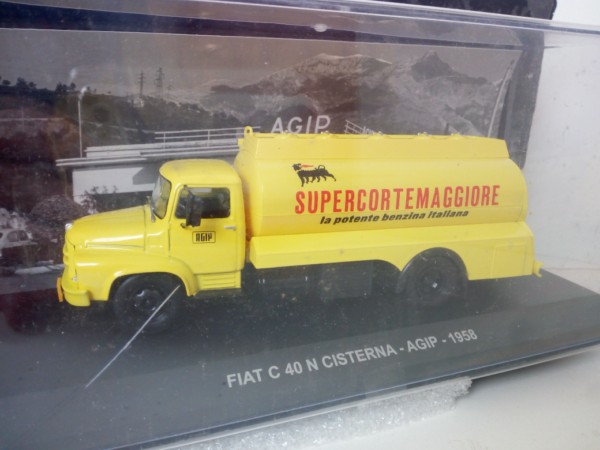 AGIP
SUPERCORTEMAGGIORE
la potente benzina italiana
AGIP
FIAT C 40 N CISTERNA - AGIP - 1958